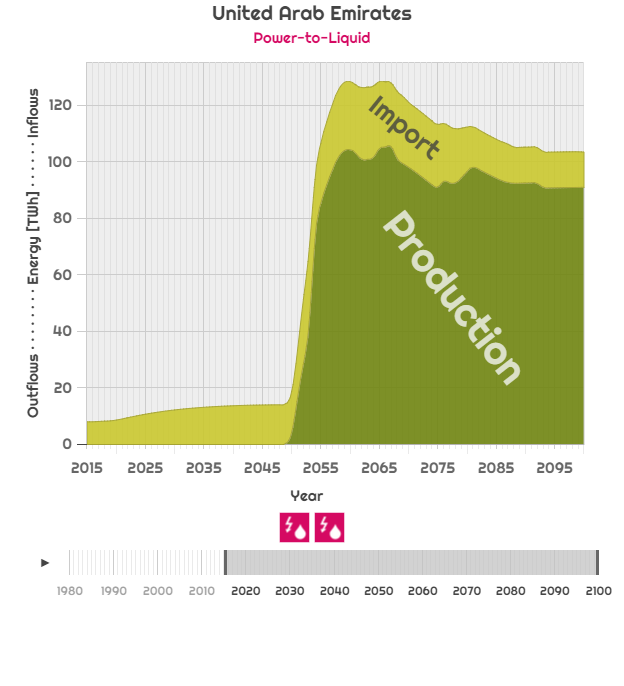 United Arab Emirates
Power-to-Liquid
Outflows · · · · · · · · · Energy [TWh] · · · · · · Inflows
120
100
80
60
40
20
0
Import
Production
2015 2025 2035 2045 2055 2065 2075 2085 2095
Year
1980 1990 2000 2010 2020 2030 2040 2050 2060 2070 2080 2090 2100